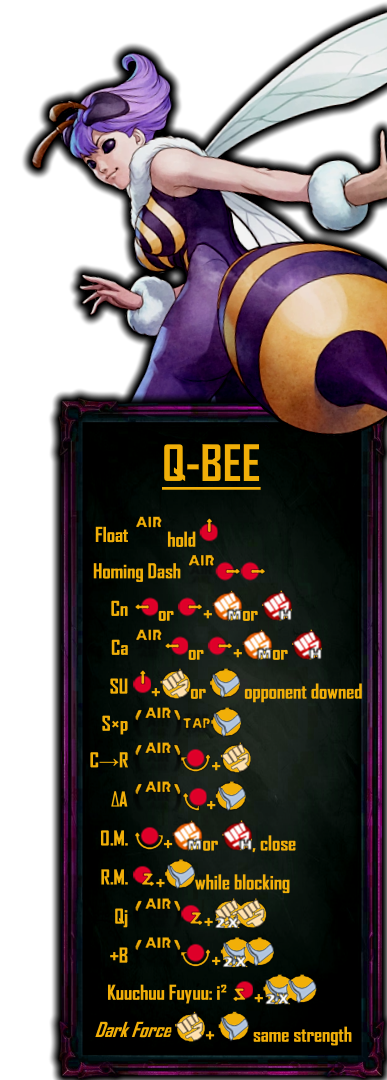 Q-BEE
Float AIR hold
Homing Dash AIR
Cn or + M or H
Ca AIR or + M or H
SU + or opponent downed
S×p (AIR) TAP
C→R (AIR) +
ΔA (AIR) +
O.M. + M or H, close
R.M. + while blocking
Qj (AIR) + 2X
+B (AIR) + 2X
Kuuchuu Fuyuu: i² + 2X
Dark Force + same strength